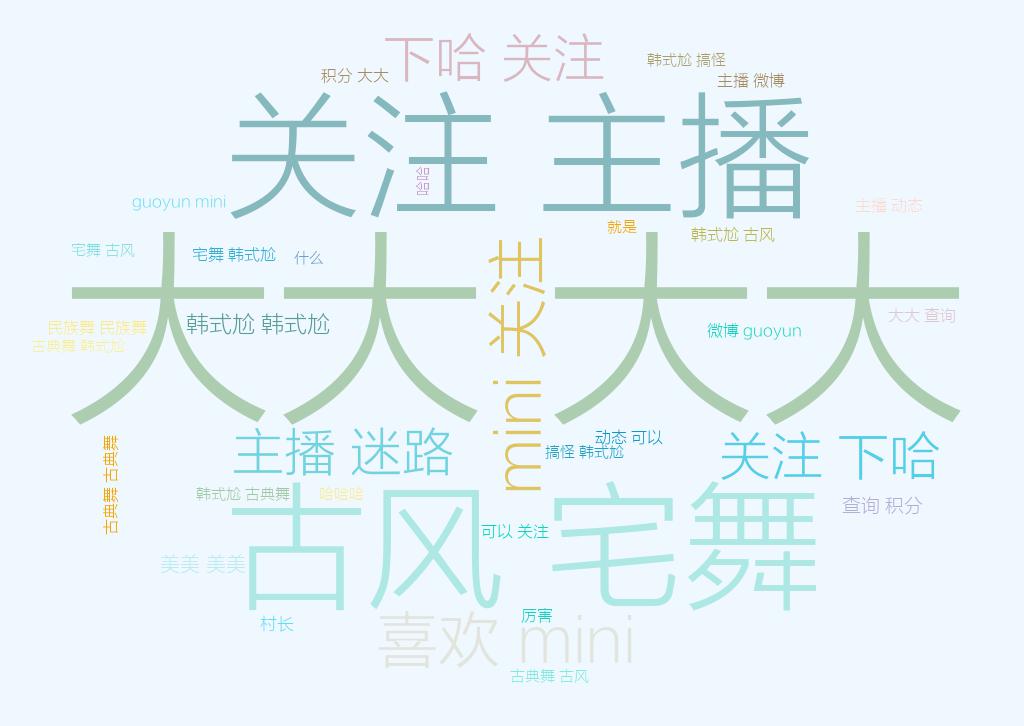 下哈 关注
韩式尬 搞怪
积分 大大
主播 微博
关注 主播
哈哈
guoyun mini
主播 动态
就是
韩式尬 古风
宅舞 古风
宅舞 韩式尬
什么
大大 大大
mini 关注
民族舞 民族舞
韩式尬 韩式尬
微博 guoyun
大大 查询
古典舞 韩式尬
主播 迷路
动态 可以
搞怪 韩式尬
关注 下哈
古典舞 古典舞
韩式尬 古典舞
哈哈哈
查询 积分
古风 宅舞
可以 关注
美美 美美
村长
厉害
喜欢 mini
古典舞 古风